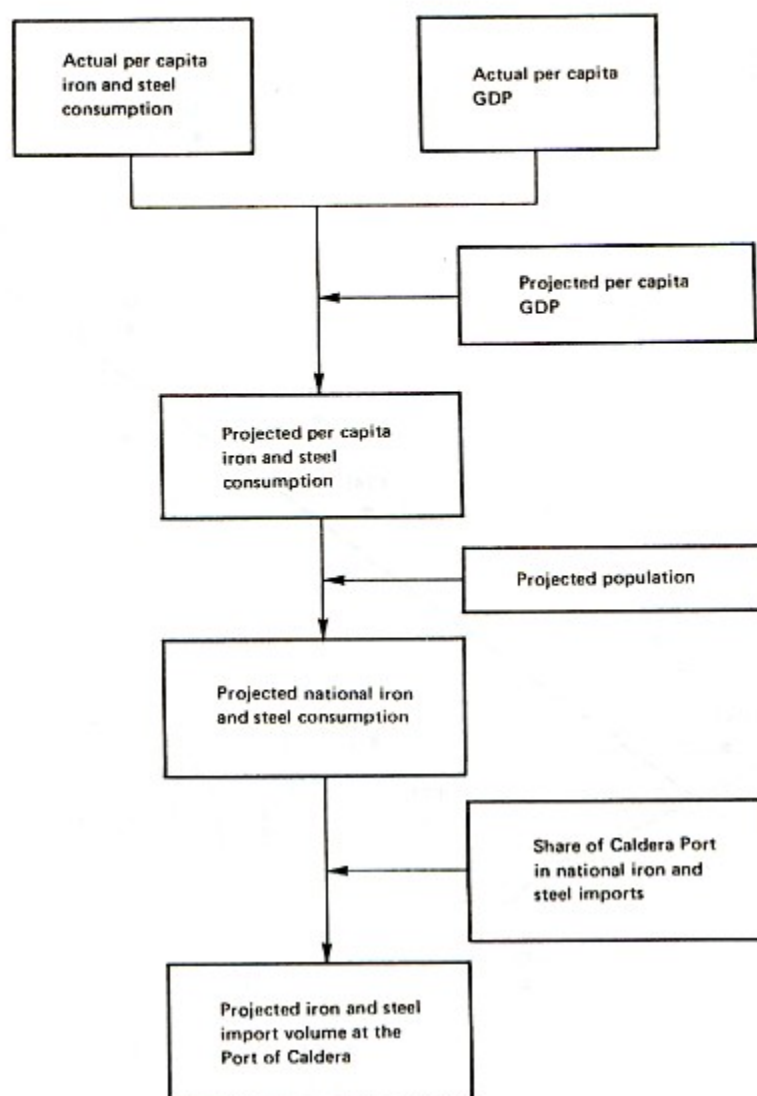 Actual per capita
iron and steel
consumption
Actual per capita
GDP
Projected per capita
GDP
Projected per capita
iron and steel
consumption
Projected population
Projected national iron
and steel consumption
Share of Caldera Port
in national iron and
steel imports
Projected iron and steel
import volume at the
Port of Caldera